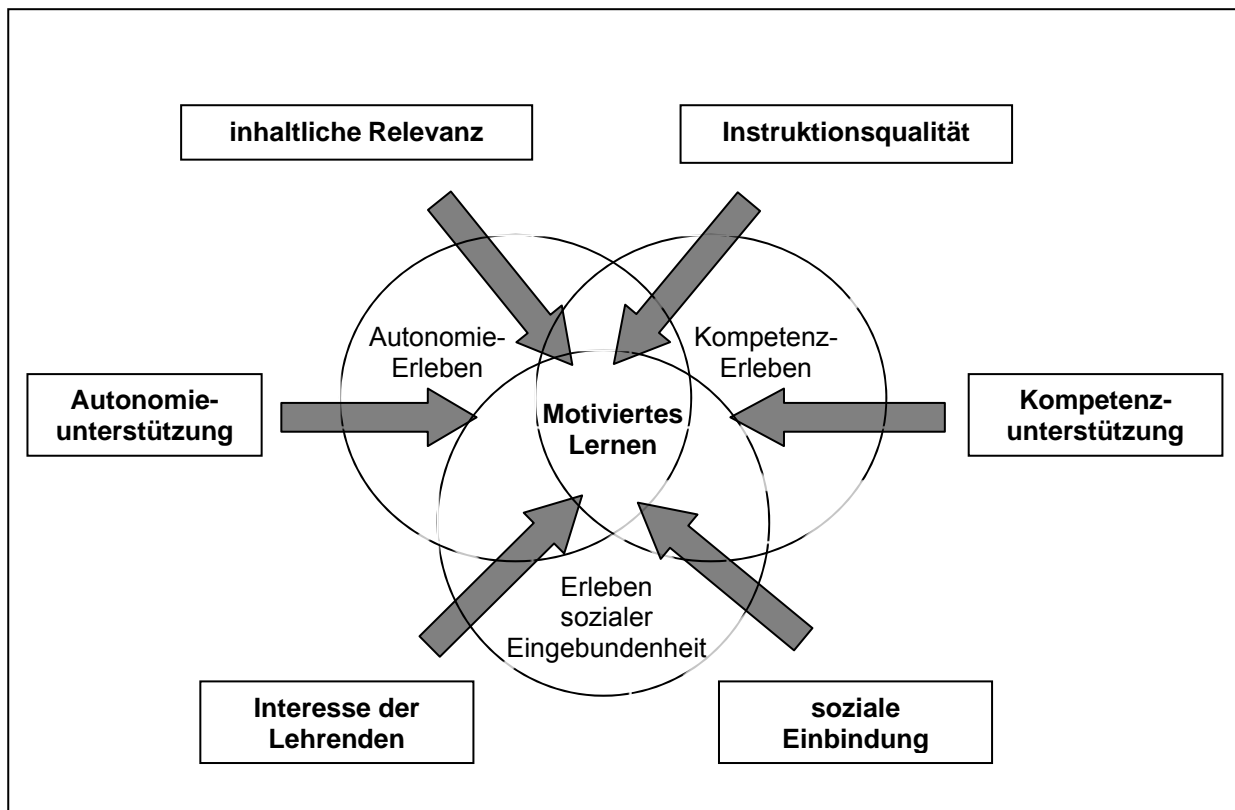 inhaltliche Relevanz
Instruktionsqualität
Autonomie-
Erleben
Kompetenz-
Erleben
Autonomie-
unterstützung
Motiviertes
Lernen
Kompetenz-
unterstützung
Erleben
sozialer
Eingebundenheit
Interesse der
Lehrenden
soziale
Einbindung